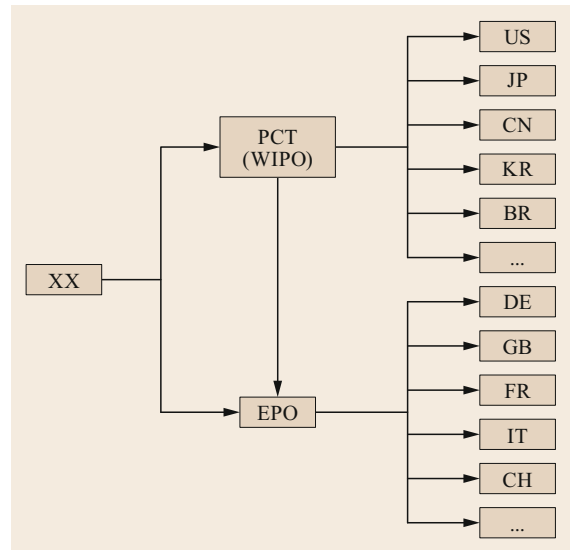 US
JP
PCT
(WIPO)
CN
KR
BR
...
XX
DE
GB
FR
EPO
IT
CH
...